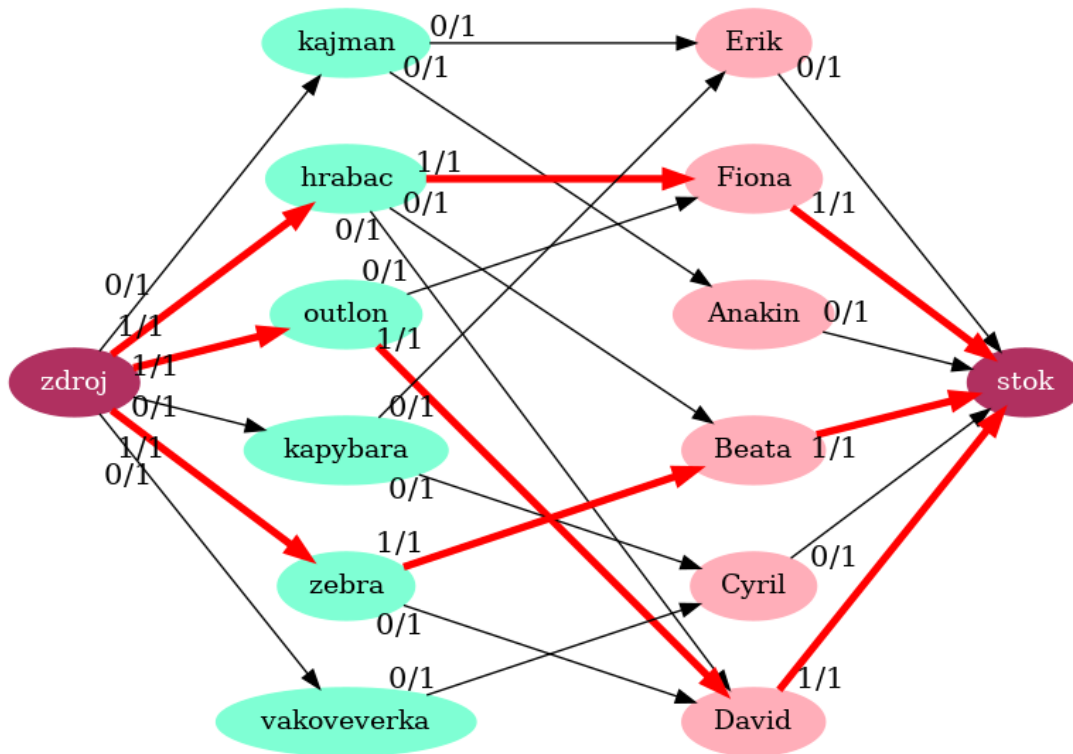 kajman
0/1
Erik
0/1
0/1
hrabac
1/1
Fiona
0/1
1/1
0/1
0/1
0/1
outlon
Anakin
0/1
1/1
1/1
1/1
zdroj
stok
0/1
0/1
kapybara
Beata
1/1
1/1
0/1
0/1
1/1
zebra
Cyril
0/1
0/1
0/1
1/1
vakoveverka
David